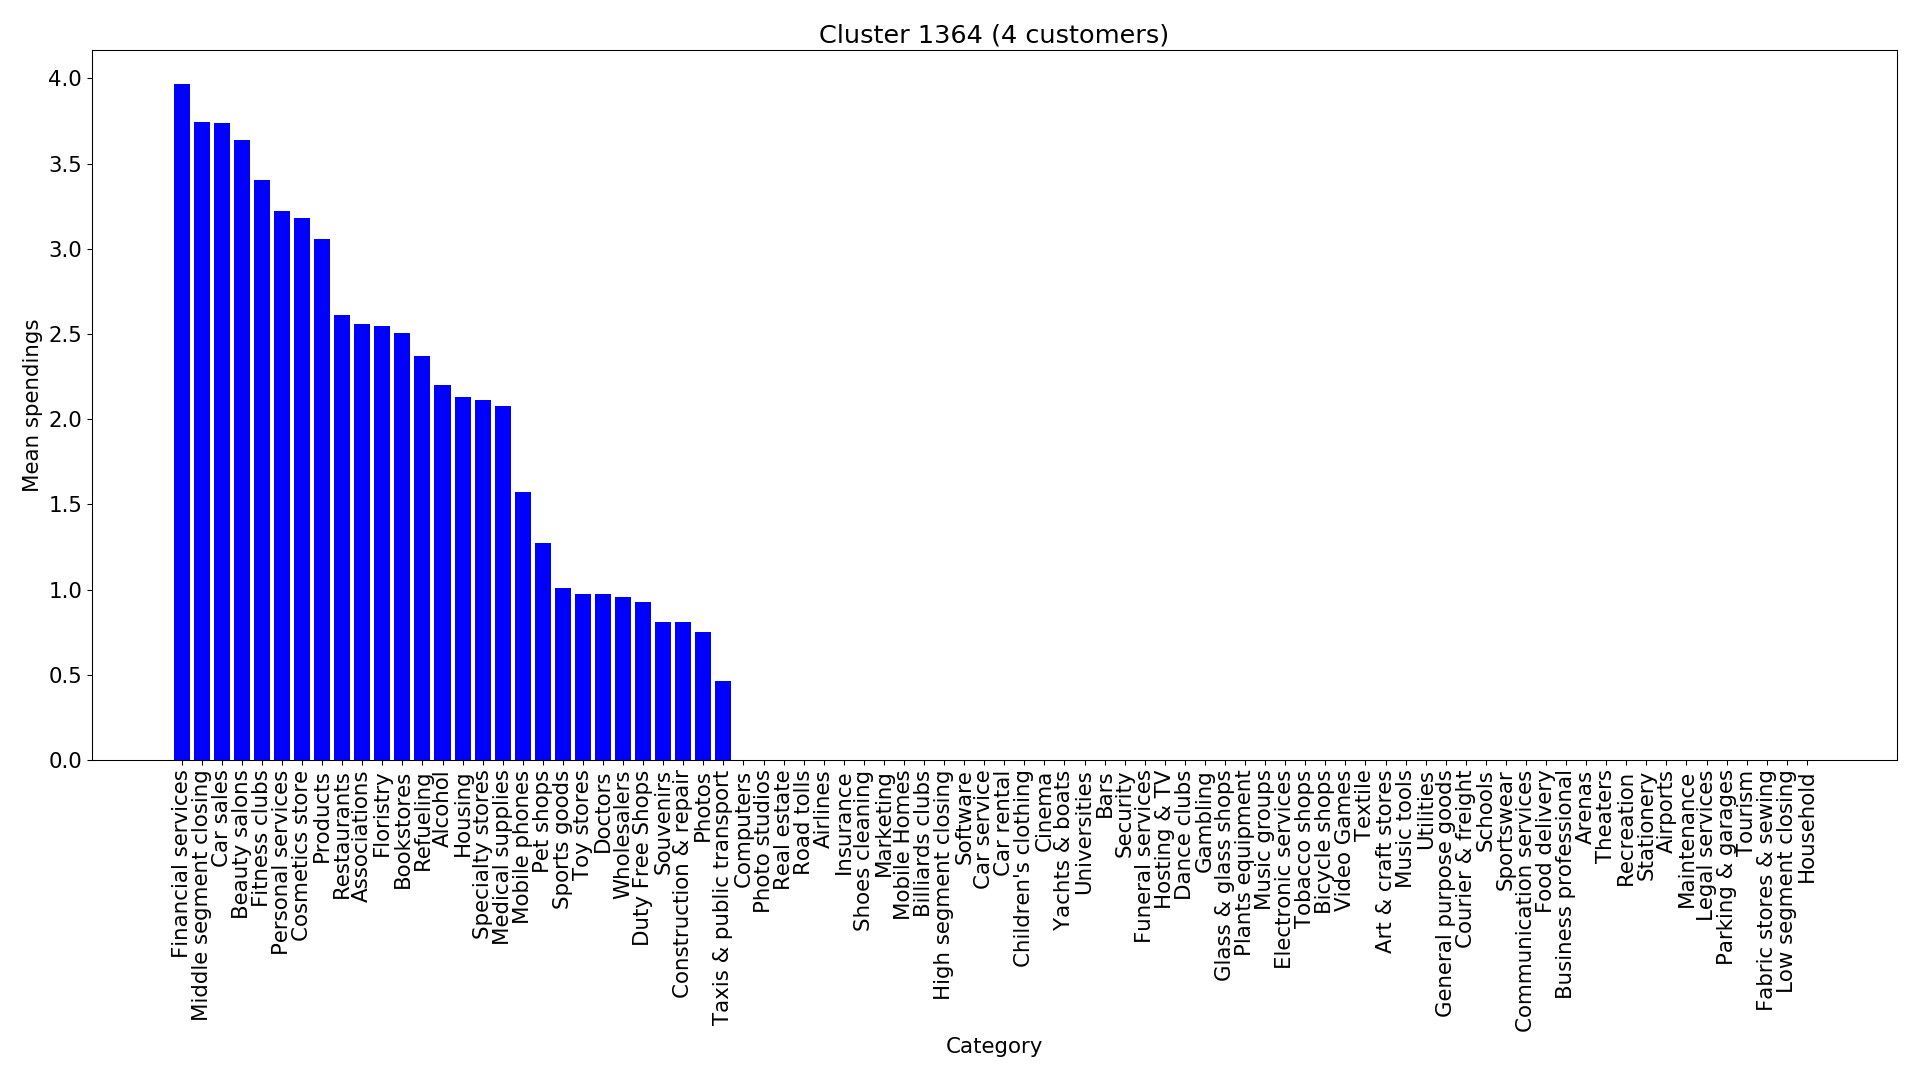 Cluster 1364 (4 customers)
4.0
3.5
3.0
2.5
2.0
1.5
1.0
0.5
0.0
Mean spendings
Financial services
Middle segment closing
Car sales
Beauty salons
Fitness clubs
Personal services
Cosmetics store
Products
Restaurants
Associations
Floristry
Bookstores
Refueling
Alcohol
Housing
Specialty stores
Medical supplies
Mobile phones
Pet shops
Sports goods
Toy stores
Doctors
Wholesalers
Duty Free Shops
Souvenirs
Construction & repair
Photos
Taxis & public transport
Computers
Photo studios
Real estate
Road tolls
Airlines
Insurance
Shoes cleaning
Marketing
Mobile Homes
Billiards clubs
High segment closing
Software
Car service
Car rental
Children's clothing
Cinema
Yachts & boats
Universities
Bars
Security
Funeral services
Hosting & TV
Dance clubs
Gambling
Glass & glass shops
Plants equipment
Music groups
Electronic services
Tobacco shops
Bicycle shops
Video Games
Textile
Art & craft stores
Music tools
Utilities
General purpose goods
Courier & freight
Schools
Sportswear
Communication services
Food delivery
Business professional
Arenas
Theaters
Recreation
Stationery
Airports
Maintenance
Legal services
Parking & garages
Tourism
Fabric stores & sewing
Low segment closing
Household
Category